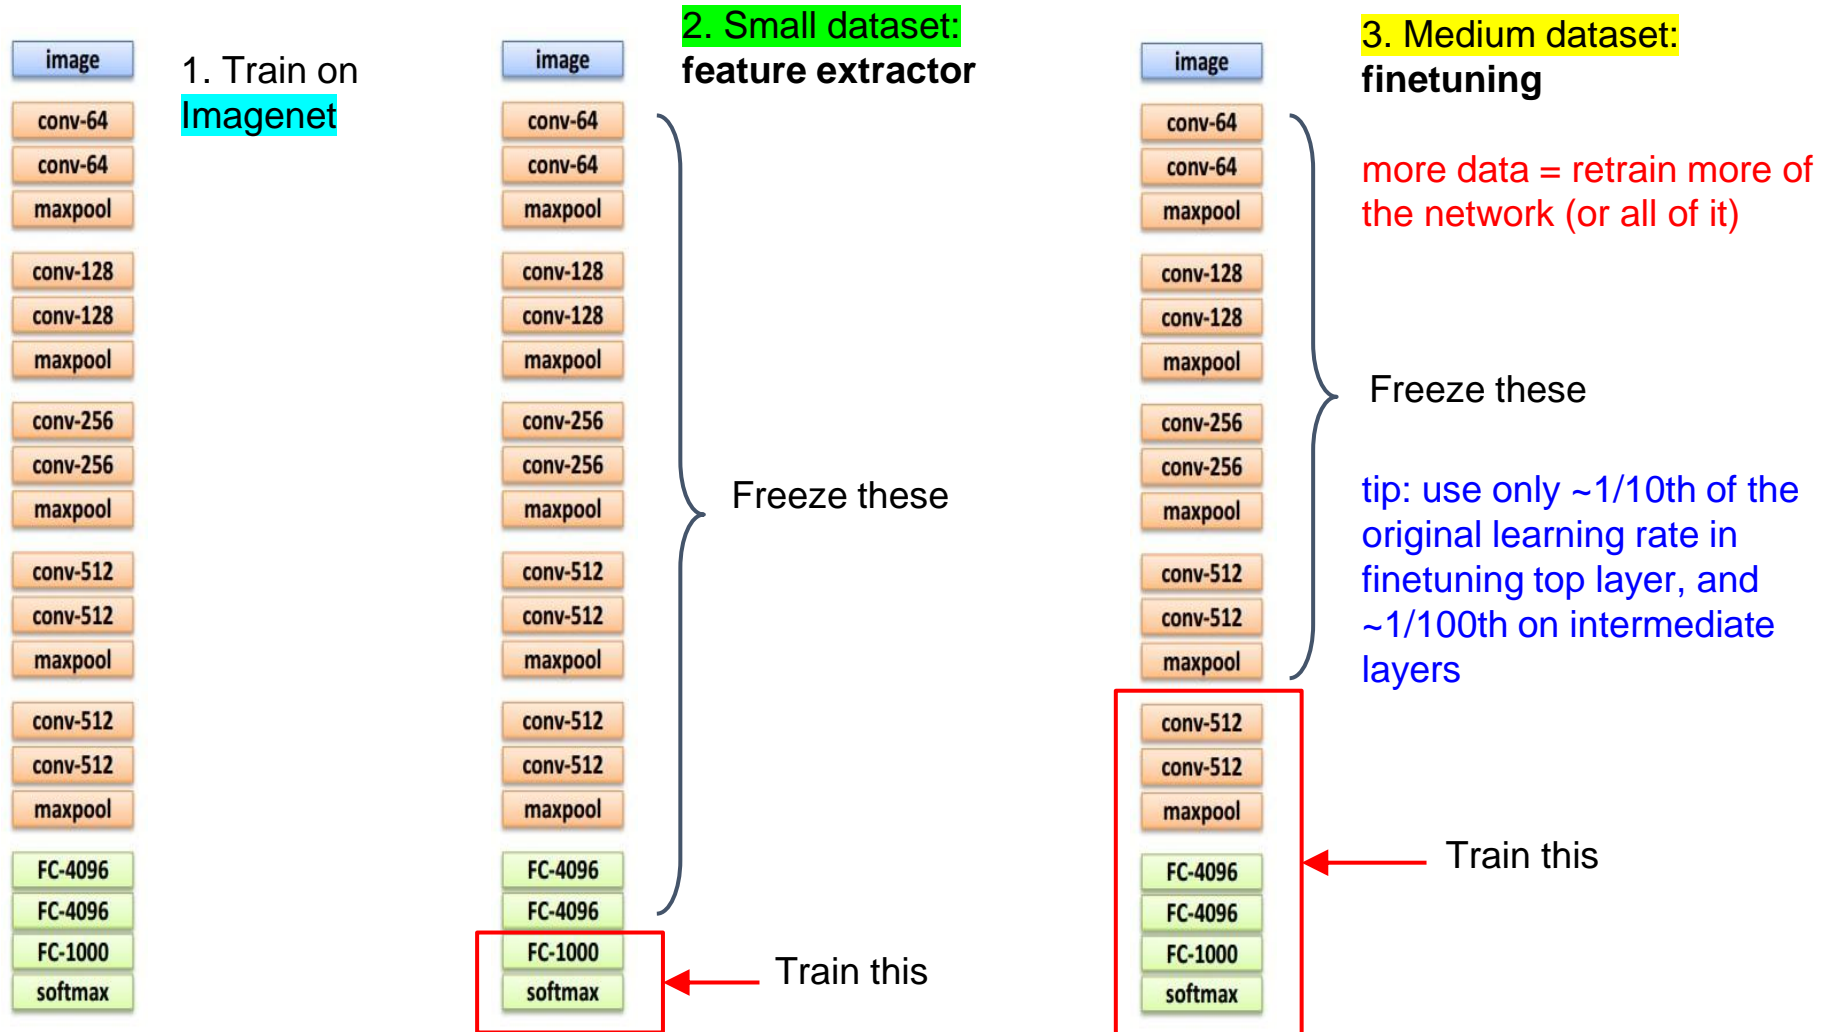 image
conv-64
conv-64
maxpool
conv-128
conv-128
maxpool
conv-256
conv-256
maxpool
conv-512
conv-512
maxpool
conv-512
conv-512
maxpool
FC-4096
FC-4096
FC-1000
softmax
1. Train on
Imagenet
image
conv-64
conv-64
maxpool
conv-128
conv-128
maxpool
conv-256
conv-256
maxpool
conv-512
conv-512
maxpool
conv-512
conv-512
maxpool
FC-4096
FC-4096
FC-1000
softmax
2. Small dataset:
feature extractor
Freeze these
Train this
image
conv-64
conv-64
maxpool
conv-128
conv-128
maxpool
conv-256
conv-256
maxpool
conv-512
conv-512
maxpool
conv-512
conv-512
maxpool
FC-4096
FC-4096
FC-1000
softmax
3. Medium dataset:
finetuning
more data = retrain more of
the network (or all of it)
Freeze these
tip: use only ~1/10th of the
original learning rate in
finetuning top layer, and
~1/100th on intermediate
layers
Train this